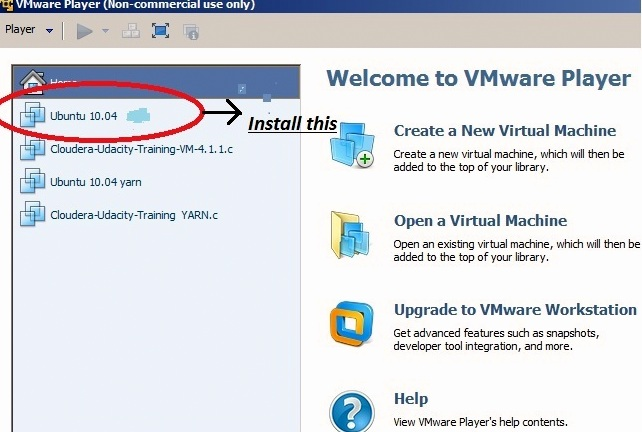 VMware Player (Non-commercial use only)
Player
Home
Ubuntu 10.04
Install this
Cloudera-Udacity-Training-VM-4.1.1.c
Ubuntu 10.04 yarn
Cloudera-Udacity-Training YARN.c
Welcome to VMware Player
Create a New Virtual Machine
Create a new virtual machine, which will then be
added to the top of your library.
Open a Virtual Machine
Open an existing virtual machine, which will then be
added to the top of your library.
Upgrade to VMware Workstation
Get advanced features such as snapshots,
developer tool integration, and more.
Help
View VMware Player's help contents.